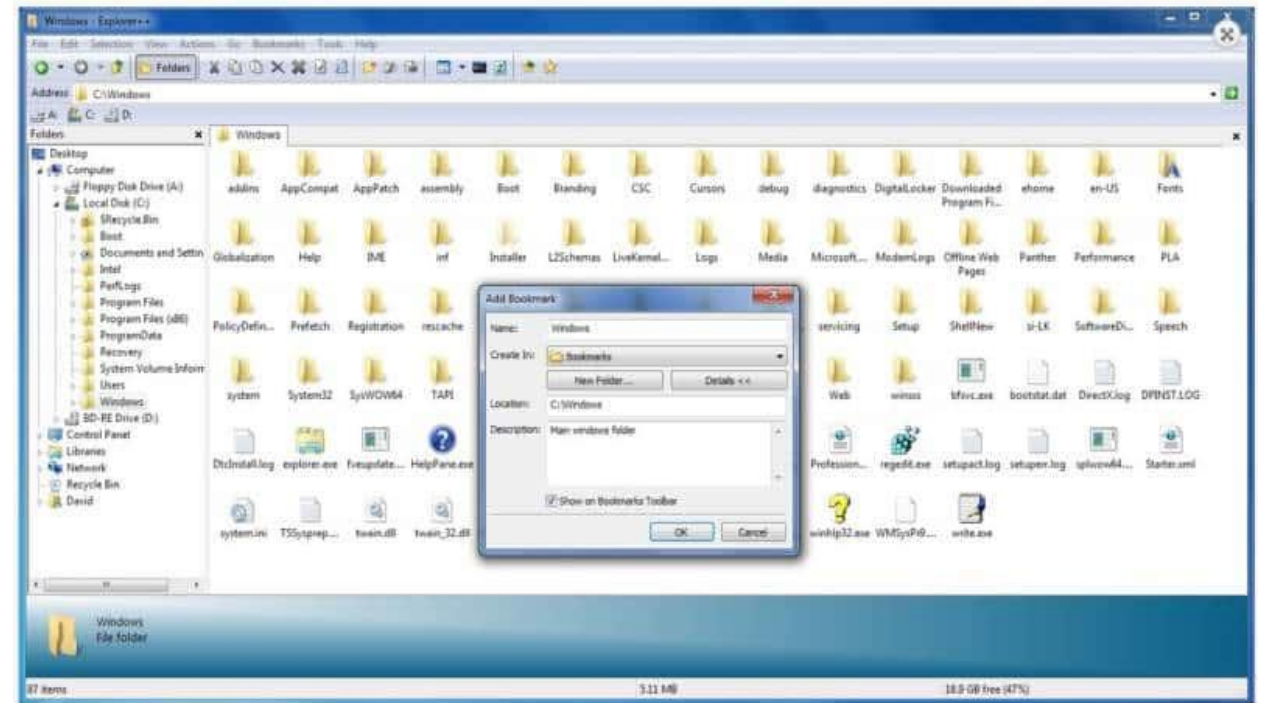 Windows - Explorer++
File Edit Selection View Actions Go Bookmarks Tools Help
Folders
Address C:\Windows
A: C: D:
Folders
Windows
Desktop
Computer
Floppy Disk Drive (A:)
Local Disk (C:)
$Recycle.Bin
Boot
Documents and Settin
Intel
PerfLogs
Program Files
Program Files (x86)
ProgramData
Recovery
System Volume Inform
Users
Windows
BD-RE Drive (D:)
Control Panel
Libraries
Network
Recycle Bin
David
addins AppCompat AppPatch assembly Boot Branding CSC Cursors debug diagnostics DigitalLocker Downloaded Program Fi... ehome en-US Fonts
Globalization Help IME inf Installer L2Schemas LiveKernel... Logs Media Microsoft.... ModemLogs Offline Web Pages Panther Performance PLA
PolicyDefin... Prefetch Registration rescache servicing Setup ShellNew si-LK SoftwareDi... Speech
system System32 SysWOW64 TAPI Web winsxs bfsvc.exe bootstat.dat DirectX.log DPINST.LOG
DtcInstall.log explorer.exe fveupdate... HelpPane.exe Profession... regedit.exe setupact.log setuperr.log splwow64.... Starter.xml
system.ini TSSysprep.... twain.dll twain_32.dll winhlp32.exe WMSysPr9.... write.exe
Add Bookmark
Name: Windows
Create In: Bookmarks
New Folder... Details <<
Location: C:\Windows
Description: Main windows folder
Show on Bookmarks Toolbar
OK Cancel
Windows
File folder
87 items 5.11 MB 18.9 GB free (47%)